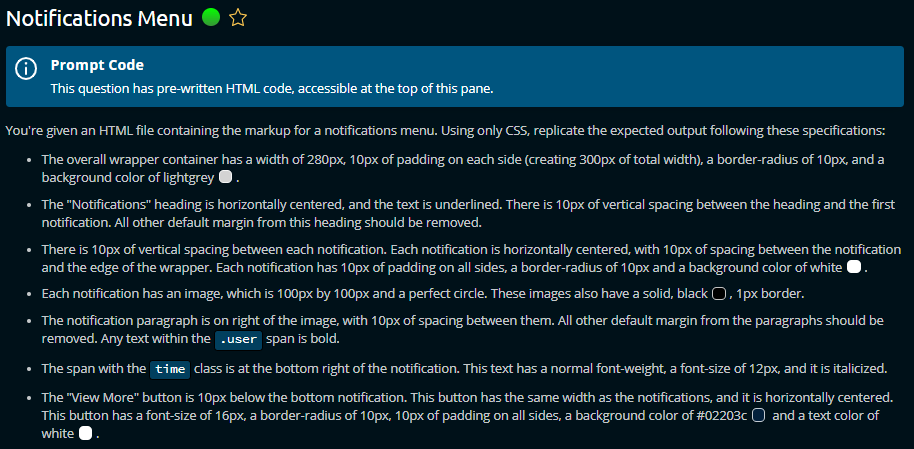 Notifications Menu
Prompt Code
This question has pre-written HTML code, accessible at the top of this pane.
You're given an HTML file containing the markup for a notifications menu. Using only CSS, replicate the expected output following these specifications:
• The overall wrapper container has a width of 280px, 10px of padding on each side (creating 300px of total width), a border-radius of 10px, and a
background color of lightgrey .
• The "Notifications" heading is horizontally centered, and the text is underlined. There is 10px of vertical spacing between the heading and the first
notification. All other default margin from this heading should be removed.
• There is 10px of vertical spacing between each notification. Each notification is horizontally centered, with 10px of spacing between the notification
and the edge of the wrapper. Each notification has 10px of padding on all sides, a border-radius of 10px and a background color of white .
• Each notification has an image, which is 100px by 100px and a perfect circle. These images also have a solid, black , 1px border.
• The notification paragraph is on right of the image, with 10px of spacing between them. All other default margin from the paragraphs should be
removed. Any text within the .user span is bold.
• The span with the time class is at the bottom right of the notification. This text has a normal font-weight, a font-size of 12px, and it is italicized.
• The "View More" button is 10px below the bottom notification. This button has the same width as the notifications, and it is horizontally centered.
This button has a font-size of 16px, a border-radius of 10px, 10px of padding on all sides, a background color of #02203c and a text color of
white .